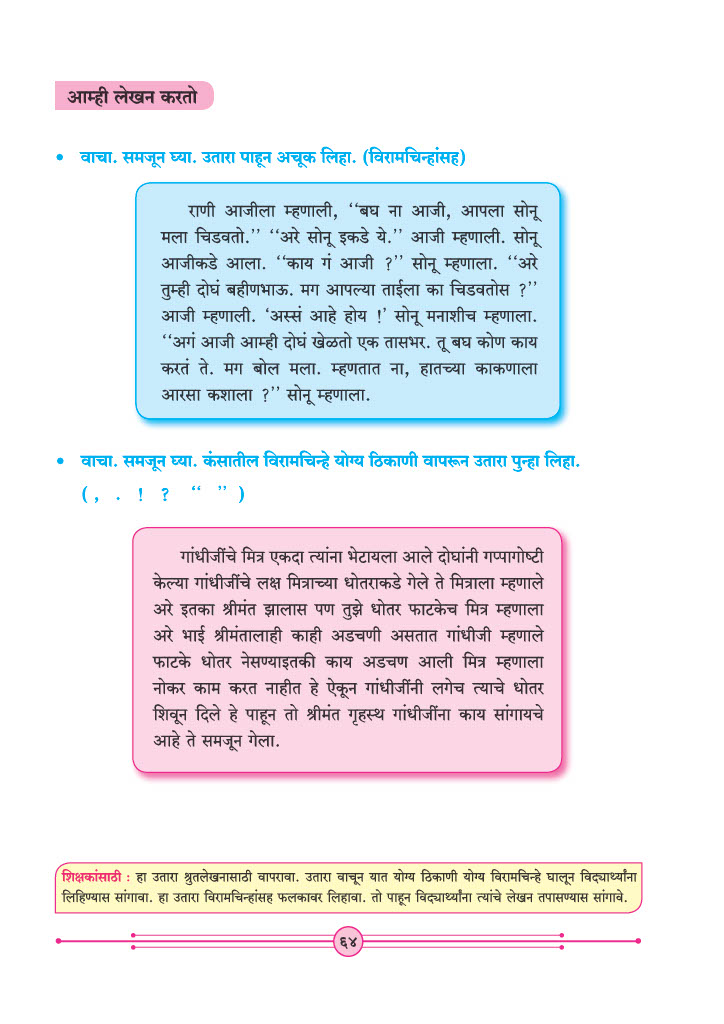 आम्ही लेखन करतो
• वाचा. समजून घ्या. उतारा पाहून अचूक लिहा. (विरामचिन्हांसह)
राणी आजीला म्हणाली, ‘‘बघ ना आजी, आपला सोनू
मला चिडवतो.’’ ‘‘अरे सोनू इकडे ये.’’ आजी म्हणाली. सोनू
आजीकडे आला. ‘‘काय गं आजी ?’’ सोनू म्हणाला. ‘‘अरे
तुम्ही दोघं बहीणभाऊ. मग आपल्या ताईला का चिडवतोस ?’’
आजी म्हणाली. ‘अस्सं आहे होय !’ सोनू मनाशीच म्हणाला.
‘‘अगं आजी आम्ही दोघं खेळतो एक तासभर. तू बघ कोण काय
करतं ते. मग बोल मला. म्हणतात ना, हातच्या काकणाला
आरसा कशाला ?’’ सोनू म्हणाला.
• वाचा. समजून घ्या. कंसातील विरामचिन्हे योग्य ठिकाणी वापरून उतारा पुन्हा लिहा.
( , . ! ? ‘‘ ’’ )
गांधीजींचे मित्र एकदा त्यांना भेटायला आले दोघांनी गप्पागोष्टी
केल्या गांधीजींचे लक्ष मित्राच्या धोतराकडे गेले ते मित्राला म्हणाले
अरे इतका श्रीमंत झालास पण तुझे धोतर फाटकेच मित्र म्हणाला
अरे भाई श्रीमंतालाही काही अडचणी असतात गांधीजी म्हणाले
फाटके धोतर नेसण्याइतकी काय अडचण आली मित्र म्हणाला
नोकर काम करत नाहीत हे ऐकून गांधीजींनी लगेच त्याचे धोतर
शिवून दिले हे पाहून तो श्रीमंत गृहस्थ गांधीजींना काय सांगायचे
आहे ते समजून गेला.
शिक्षकांसाठी : हा उतारा श्रुतलेखनासाठी वापरावा. उतारा वाचून यात योग्य ठिकाणी योग्य विरामचिन्हे घालून विद्यार्थ्यांना
लिहिण्यास सांगावा. हा उतारा विरामचिन्हांसह फलकावर लिहावा. तो पाहून विद्यार्थ्यांना त्यांचे लेखन तपासण्यास सांगावे.
६४